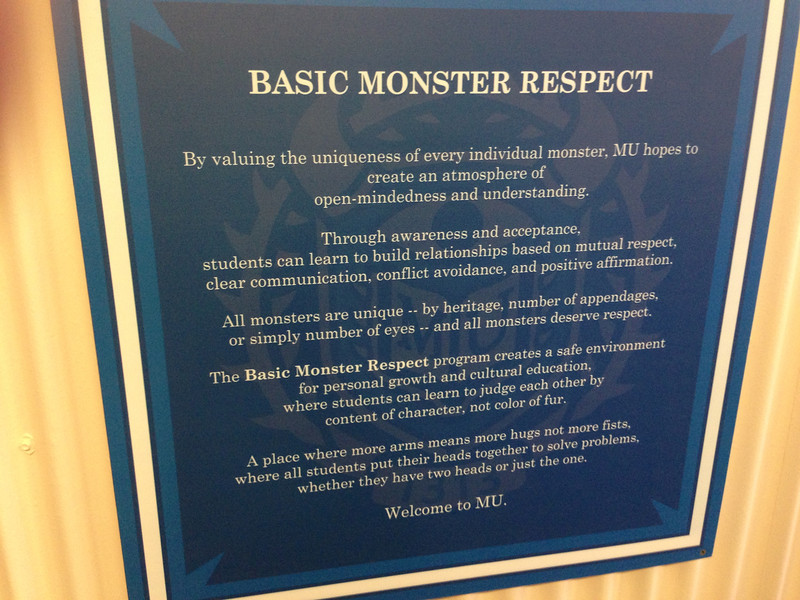 BASIC MONSTER RESPECT
By valuing the uniqueness of every individual monster, MU hopes to
create an atmosphere of
open-mindedness and understanding.
Through awareness and acceptance,
students can learn to build relationships based on mutual respect,
clear communication, conflict avoidance, and positive affirmation.
All monsters are unique -- by heritage, number of appendages,
or simply number of eyes -- and all monsters deserve respect.
The Basic Monster Respect program creates a safe environment
for personal growth and cultural education,
where students can learn to judge each other by
content of character, not color of fur.
A place where more arms means more hugs not more fists,
where all students put their heads together to solve problems,
whether they have two heads or just the one.
Welcome to MU.